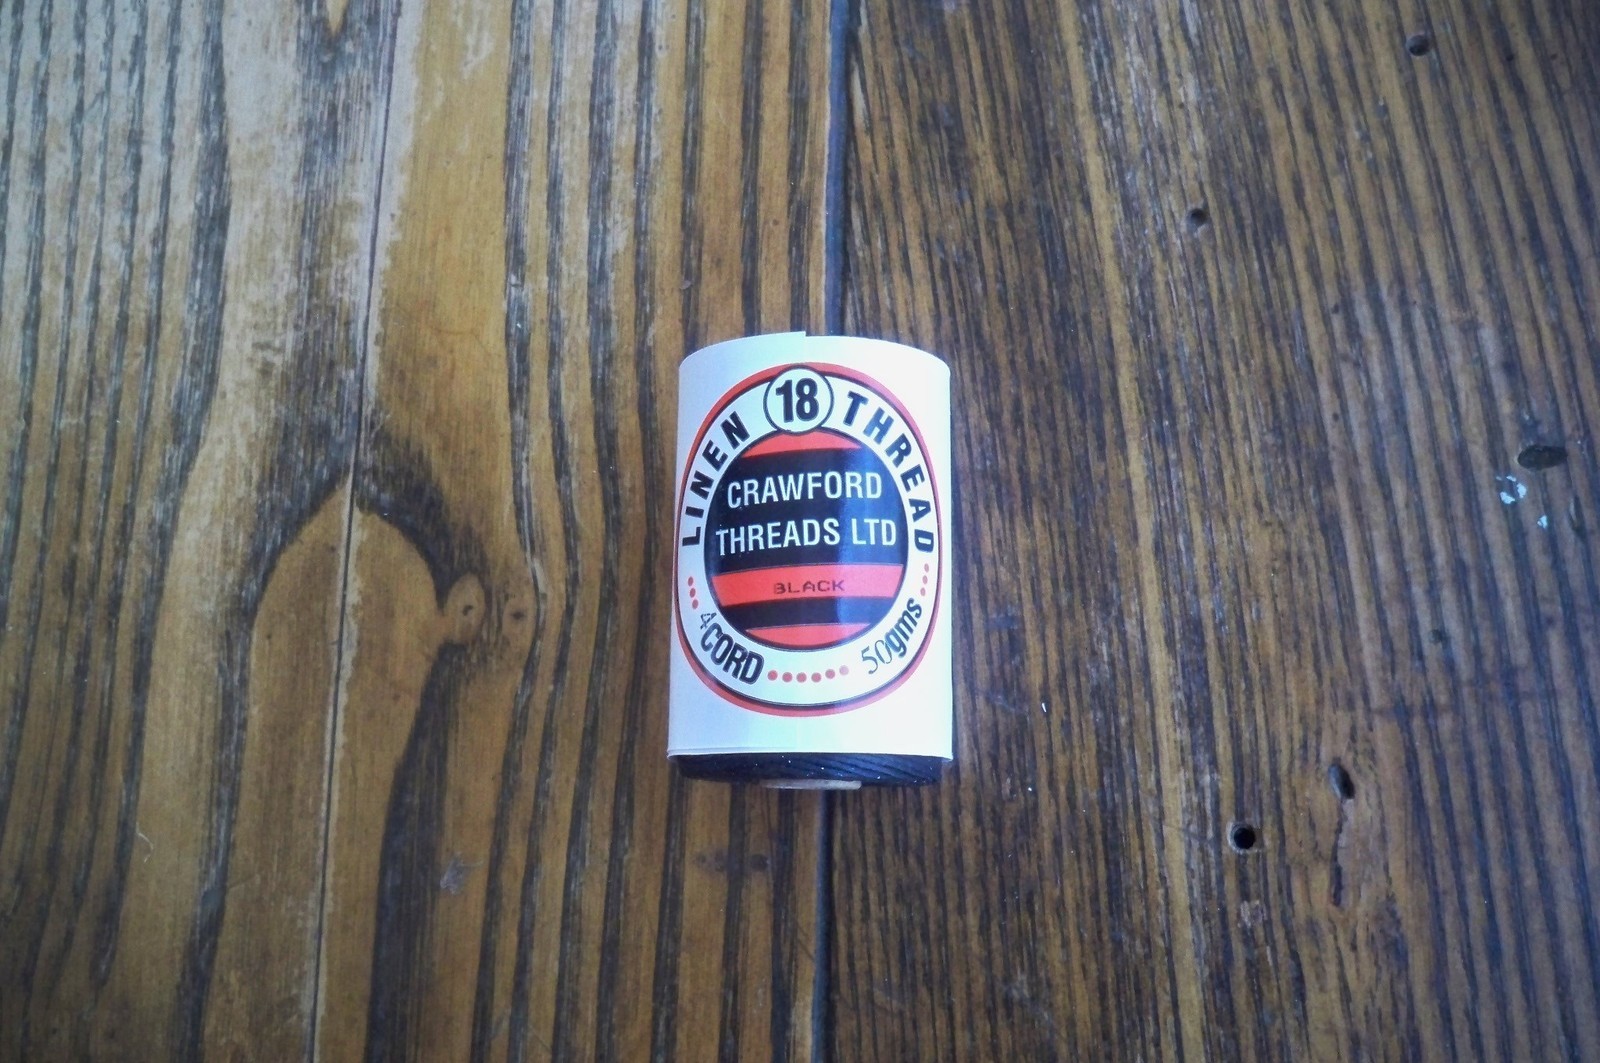 LINEN 18 THREAD
CRAWFORD
THREADS LTD
BLACK
4 CORD
50gms